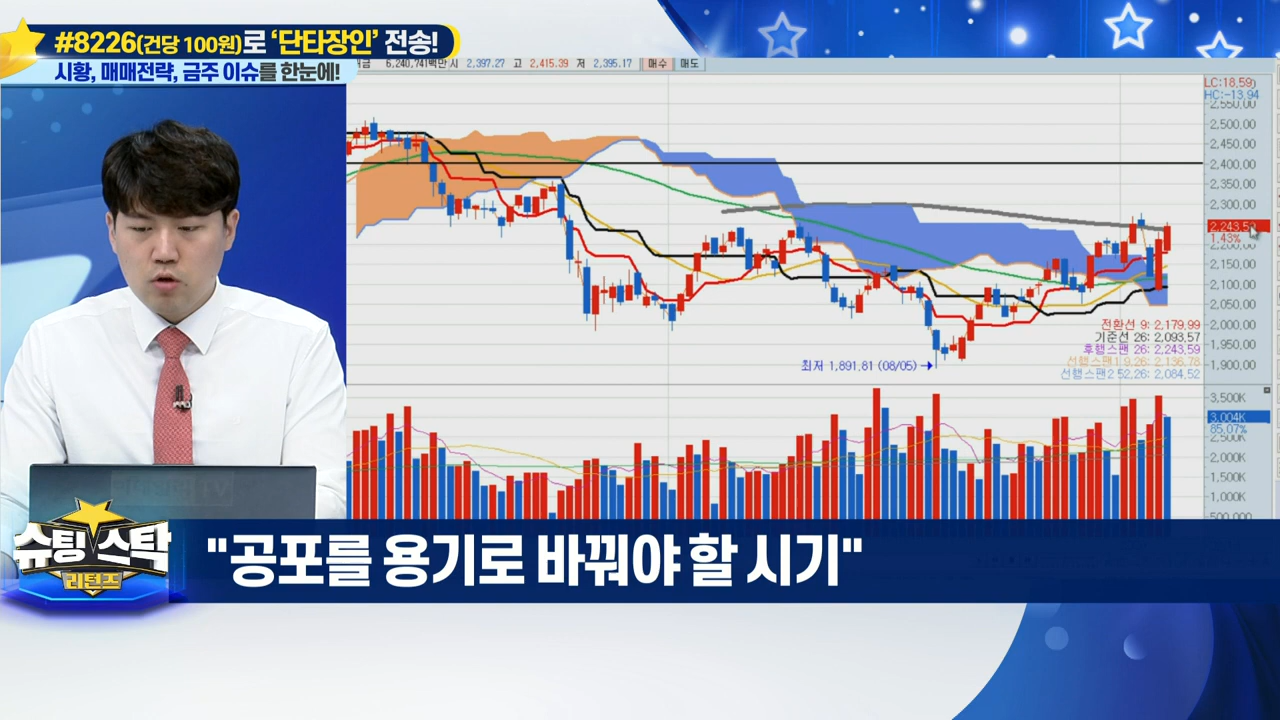 #8226(건당 100원)로 ‘단타장인’ 전송!
시황, 매매전략, 금주 이슈를 한눈에!
6,240,741백만 시 2,397.27 고 2,415.39 저 2,395.17 매수 매도
LC:18.59
HC:-13.94
2,550.00
2,500.00
2,450.00
2,400.00
2,350.00
2,300.00
2,243.59
1.43%
2,200.00
2,150.00
2,100.00
2,050.00
2,000.00
1,950.00
1,900.00
전환선 9: 2,179.99
기준선 26: 2,093.57
후행스팬 26: 2,243.59
선행스팬1 9,26: 2,136.78
선행스팬2 52,26: 2,084.52
최저 1,891.81 (08/05)
3,500K
3,004K
85.07%
2,500K
2,000K
1,500K
1,000K
500.00
슈팅 스탁
리턴즈
"공포를 용기로 바꿔야 할 시기"